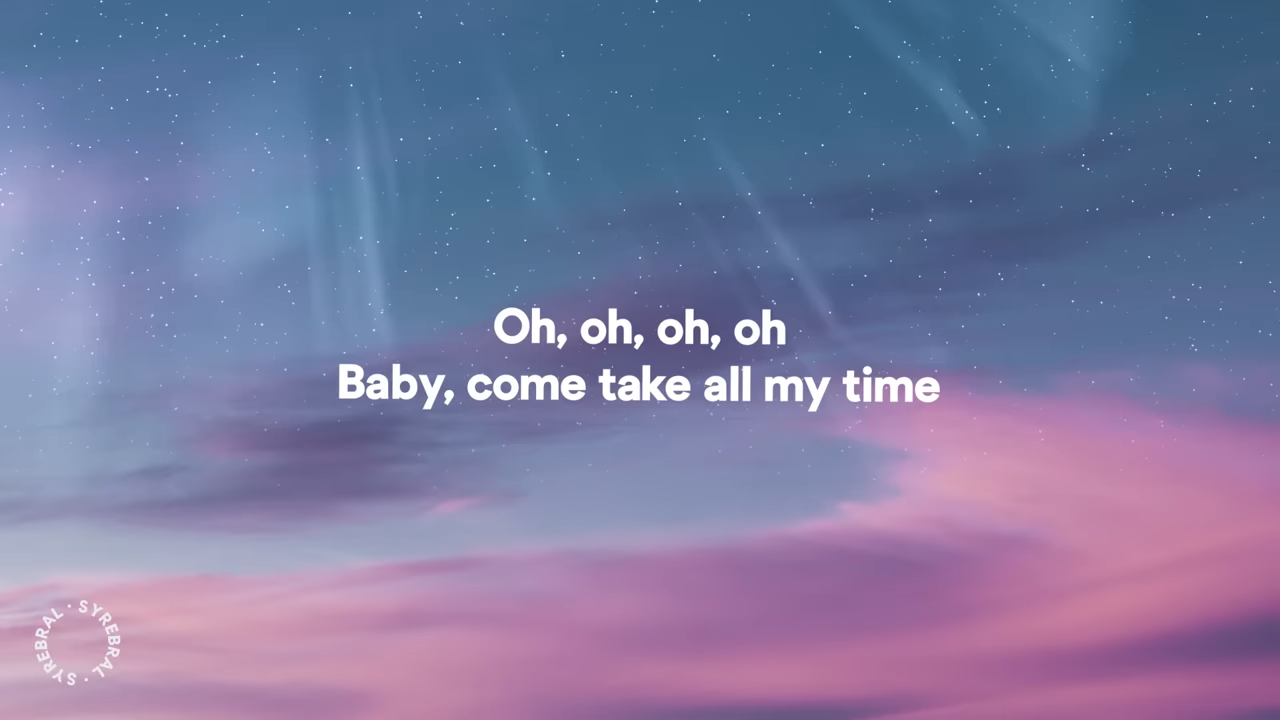 Oh, oh, oh, oh
Baby, come take all my time
SYREBRAL · SYREBRAL ·